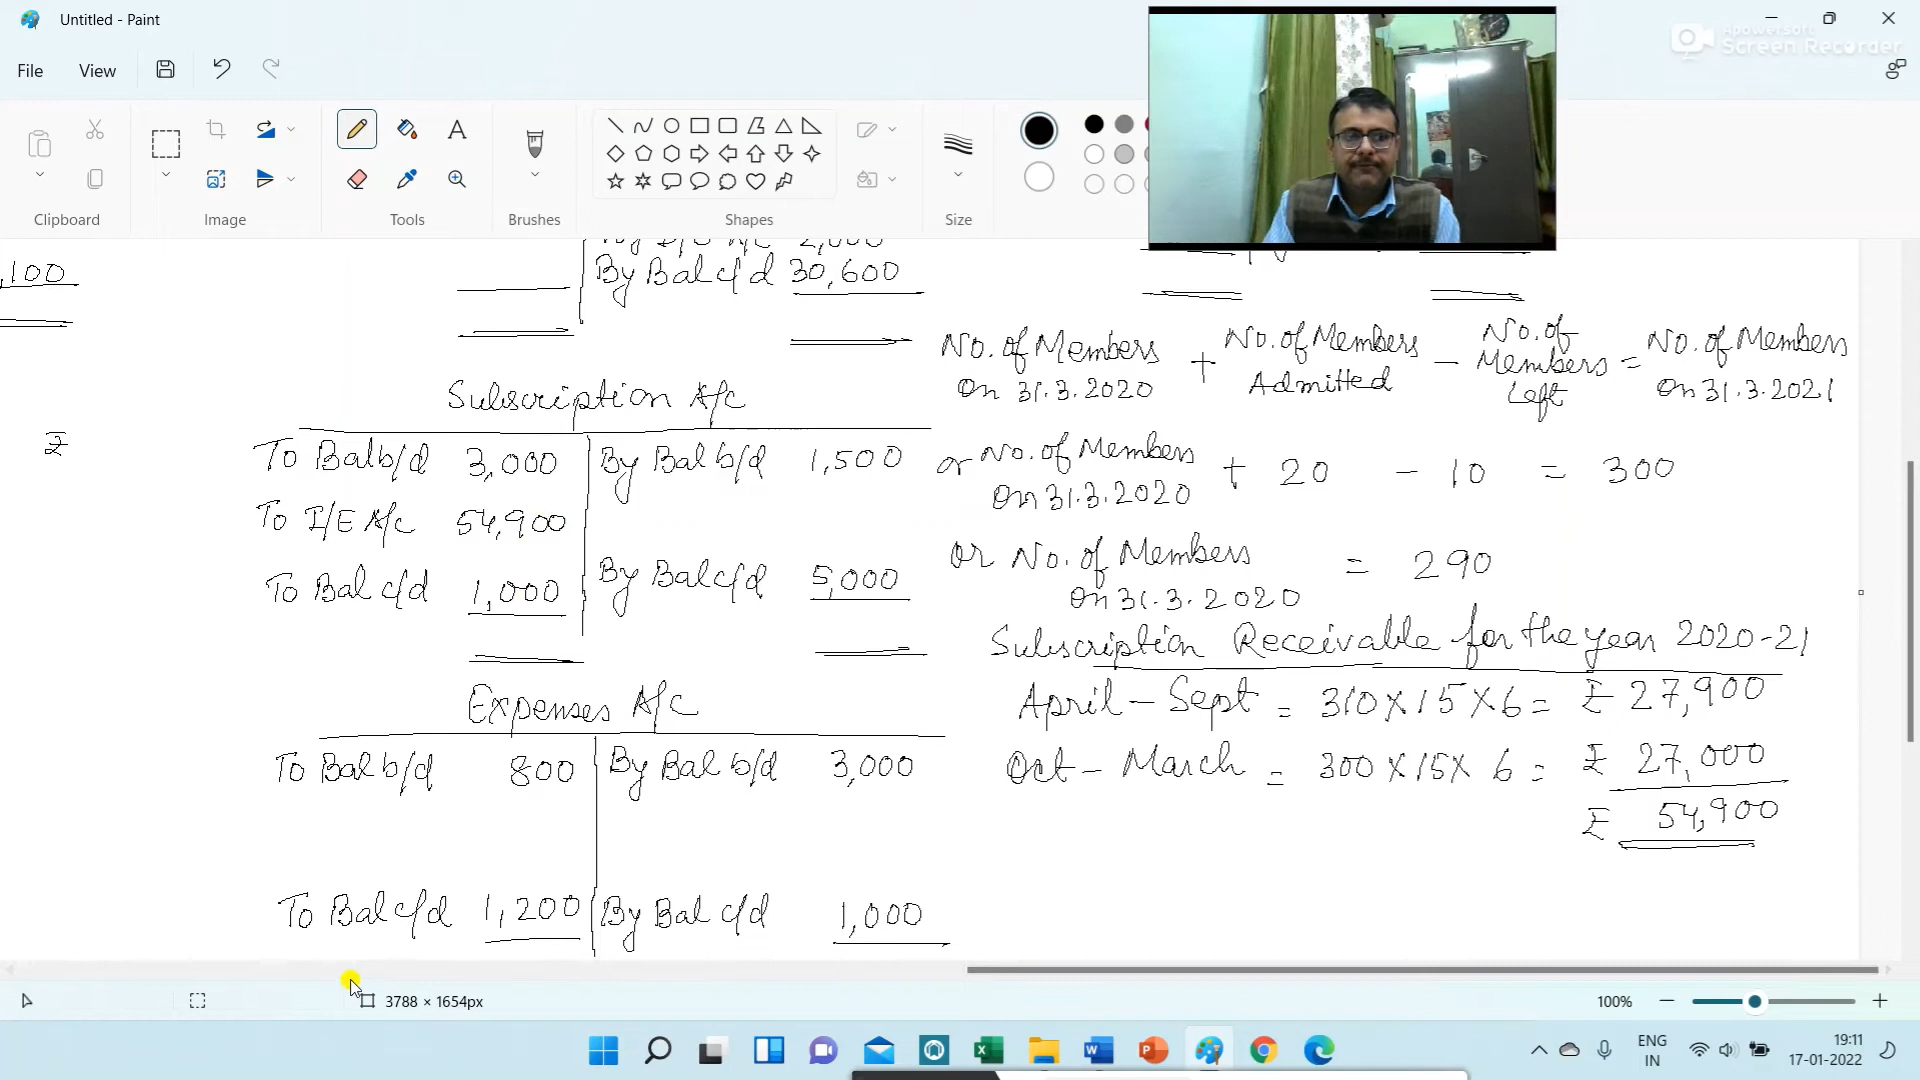 Untitled - Paint
Apowersoft
Screen Recorder
File View
Clipboard Image Tools Brushes Shapes Size
,100
2,000
By Bal c/d 30,600
No. of Members on 31.3.2020 + No. of Members Admitted - No. of Members Left = No. of Members on 31.3.2021
Subscription A/c
₹
To Bal b/d 3,000 By Bal b/d 1,500
To I/E A/c 54,900
To Bal c/d 1,000 By Bal c/d 5,000
or No. of Members on 31.3.2020 + 20 - 10 = 300
or No. of Members on 31.3.2020 = 290
Subscription Receivable for the year 2020-21
April - Sept = 310 × 15 × 6 = ₹ 27,900
Oct - March = 300 × 15 × 6 = ₹ 27,000
₹ 54,900
Expenses A/c
To Bal b/d 800 By Bal b/d 3,000
To Bal c/d 1,200 By Bal c/d 1,000
3788 × 1654px
100%
ENG
IN
19:11
17-01-2022